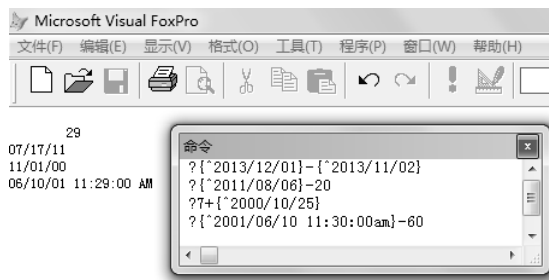 Microsoft Visual FoxPro
文件(F) 编辑(E) 显示(V) 格式(O) 工具(T) 程序(P) 窗口(W) 帮助(H)
29
07/17/11
11/01/00
06/10/01 11:29:00 AM
命令
?{^2013/12/01}-{^2013/11/02}
?{^2011/08/06}-20
?7+{^2000/10/25}
?{^2001/06/10 11:30:00am}-60